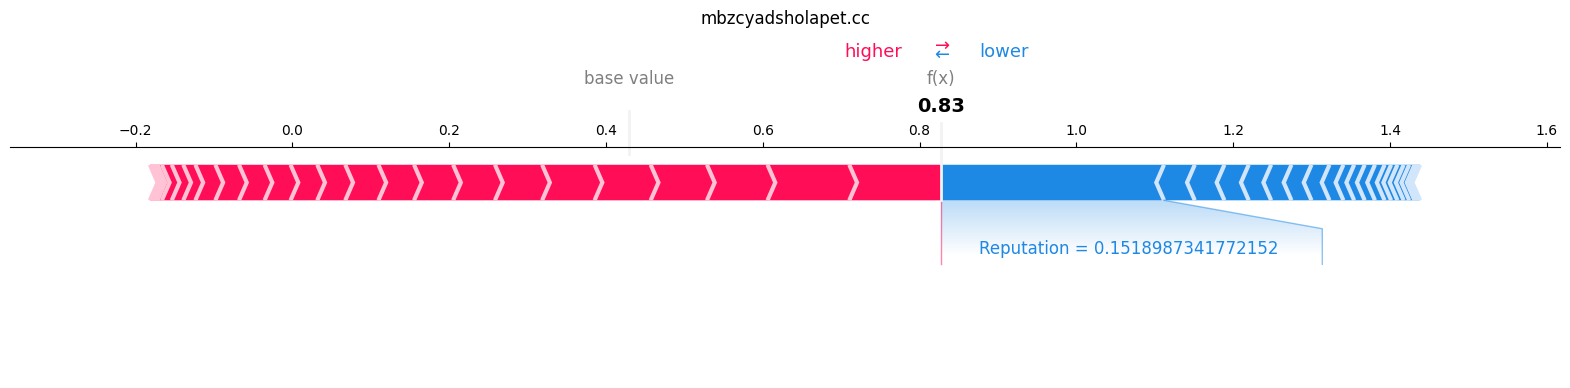 mbzcyadsholapet.cc
higher ⇄ lower
base value f(x)
0.83
−0.2 0.0 0.2 0.4 0.6 0.8 1.0 1.2 1.4 1.6
Reputation = 0.1518987341772152